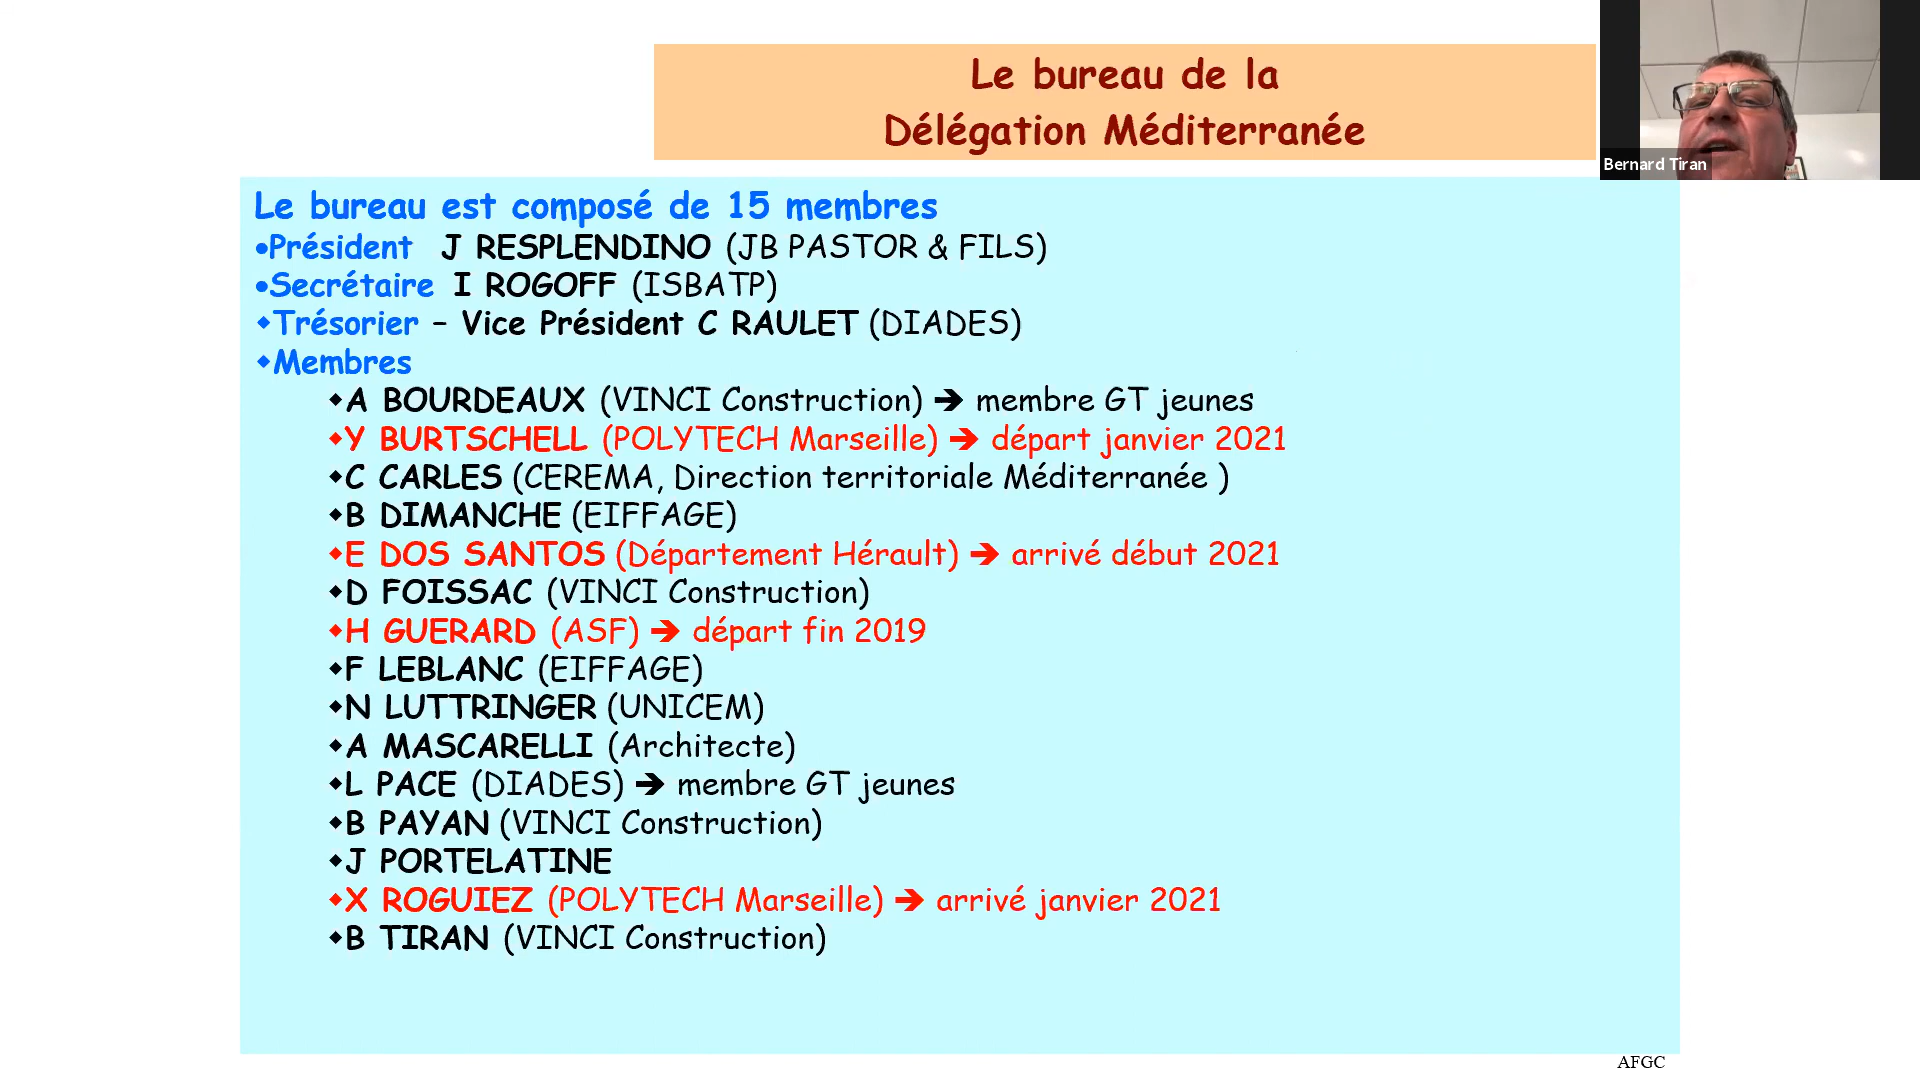 Le bureau de la
Délégation Méditerranée
Bernard Tiran
Le bureau est composé de 15 membres
•Président J RESPLENDINO (JB PASTOR & FILS)
•Secrétaire I ROGOFF (ISBATP)
◆Trésorier – Vice Président C RAULET (DIADES)
◆Membres
◆A BOURDEAUX (VINCI Construction) ➔ membre GT jeunes
◆Y BURTSCHELL (POLYTECH Marseille) ➔ départ janvier 2021
◆C CARLES (CEREMA, Direction territoriale Méditerranée )
◆B DIMANCHE (EIFFAGE)
◆E DOS SANTOS (Département Hérault) ➔ arrivé début 2021
◆D FOISSAC (VINCI Construction)
◆H GUERARD (ASF) ➔ départ fin 2019
◆F LEBLANC (EIFFAGE)
◆N LUTTRINGER (UNICEM)
◆A MASCARELLI (Architecte)
◆L PACE (DIADES) ➔ membre GT jeunes
◆B PAYAN (VINCI Construction)
◆J PORTELATINE
◆X ROGUIEZ (POLYTECH Marseille) ➔ arrivé janvier 2021
◆B TIRAN (VINCI Construction)
AFGC